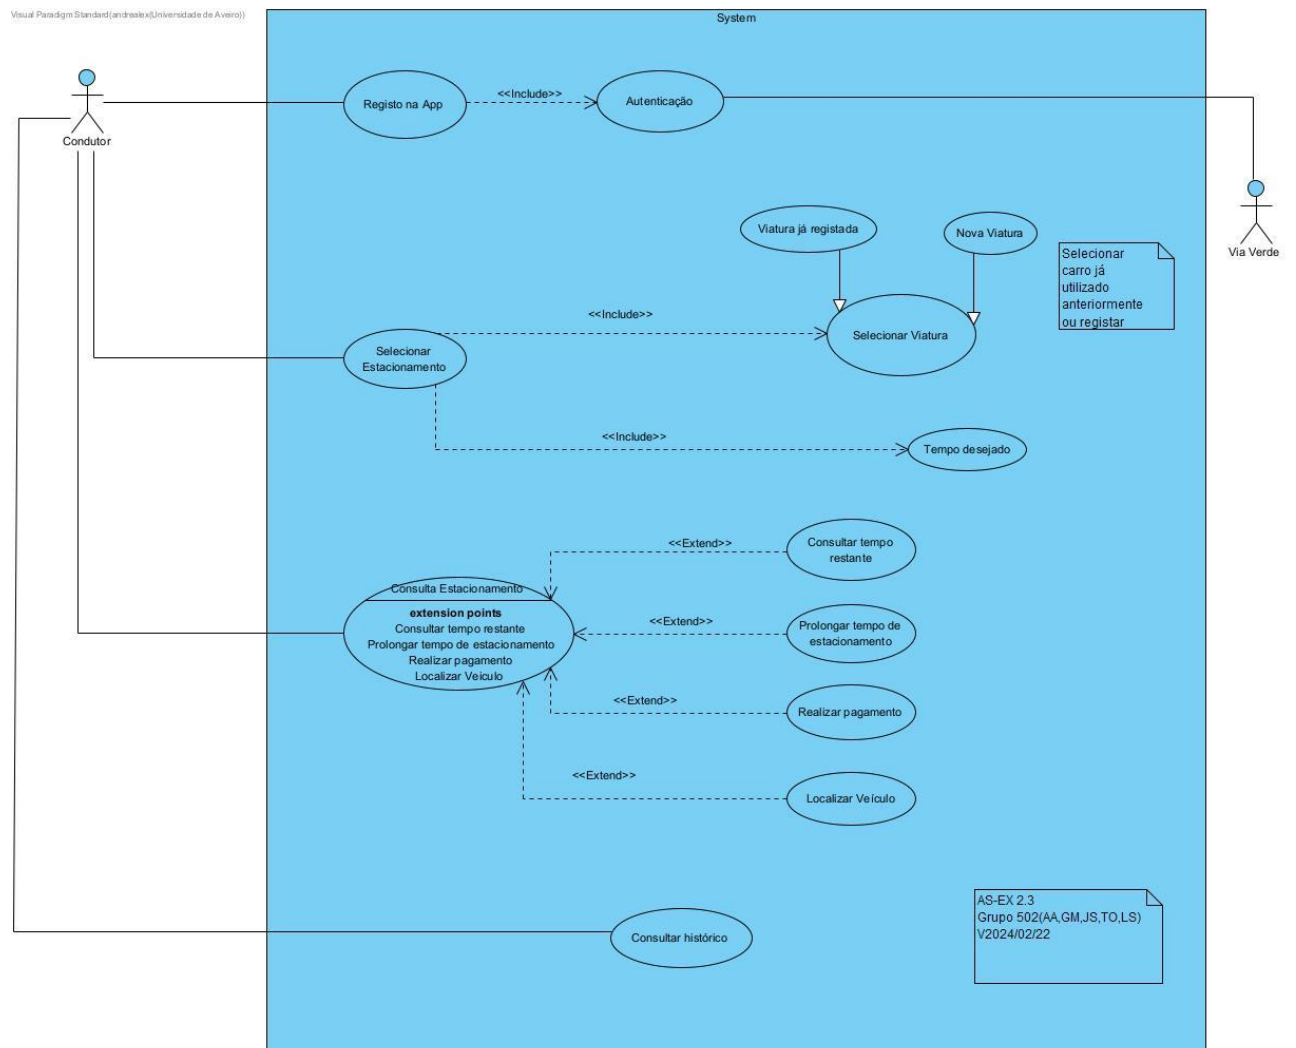 Visual Paradigm Standard(andrealex(Universidade de Aveiro))
System
Condutor
Registo na App
<<Include>>
Autenticação
Via Verde
Viatura já registada
Nova Viatura
Selecionar
carro já
utilizado
anteriormente
ou registar
<<Include>>
Selecionar Viatura
Selecionar
Estacionamento
<<Include>>
Tempo desejado
<<Extend>>
Consultar tempo
restante
Consulta Estacionamento
extension points
Consultar tempo restante
Prolongar tempo de estacionamento
Realizar pagamento
Localizar Veiculo
<<Extend>>
Prolongar tempo de
estacionamento
<<Extend>>
Realizar pagamento
<<Extend>>
Localizar Veículo
Consultar histórico
AS-EX 2.3
Grupo 502(AA,GM,JS,TO,LS)
V2024/02/22